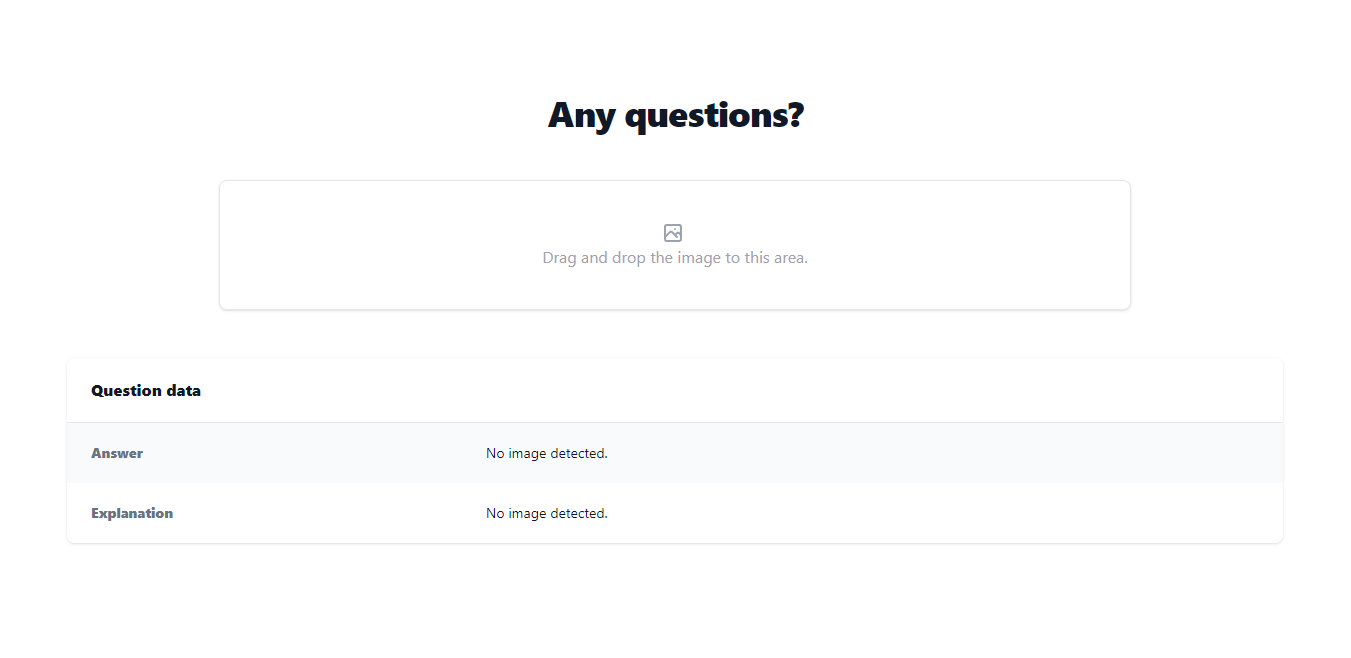 Any questions?
Drag and drop the image to this area.
Question data
Answer No image detected.
Explanation No image detected.